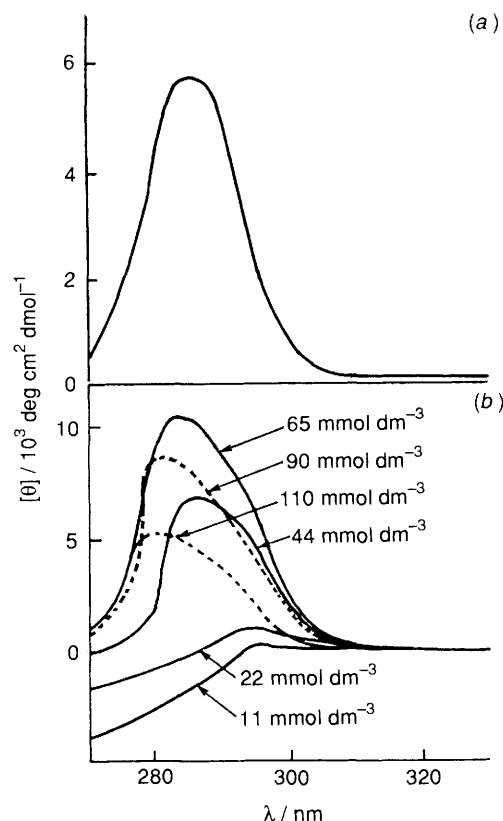 (a)
6
4
2
0
[θ] / 10³ deg cm² dmol⁻¹
(b)
10
5
0
65 mmol dm⁻³
90 mmol dm⁻³
110 mmol dm⁻³
44 mmol dm⁻³
22 mmol dm⁻³
11 mmol dm⁻³
280 300 320
λ / nm